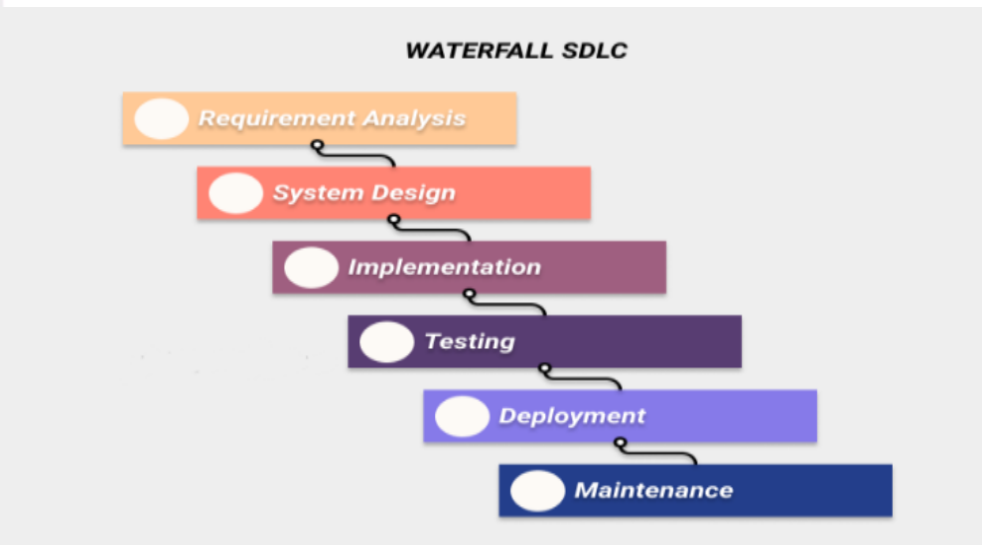 WATERFALL SDLC
Requirement Analysis
System Design
Implementation
Testing
Deployment
Maintenance